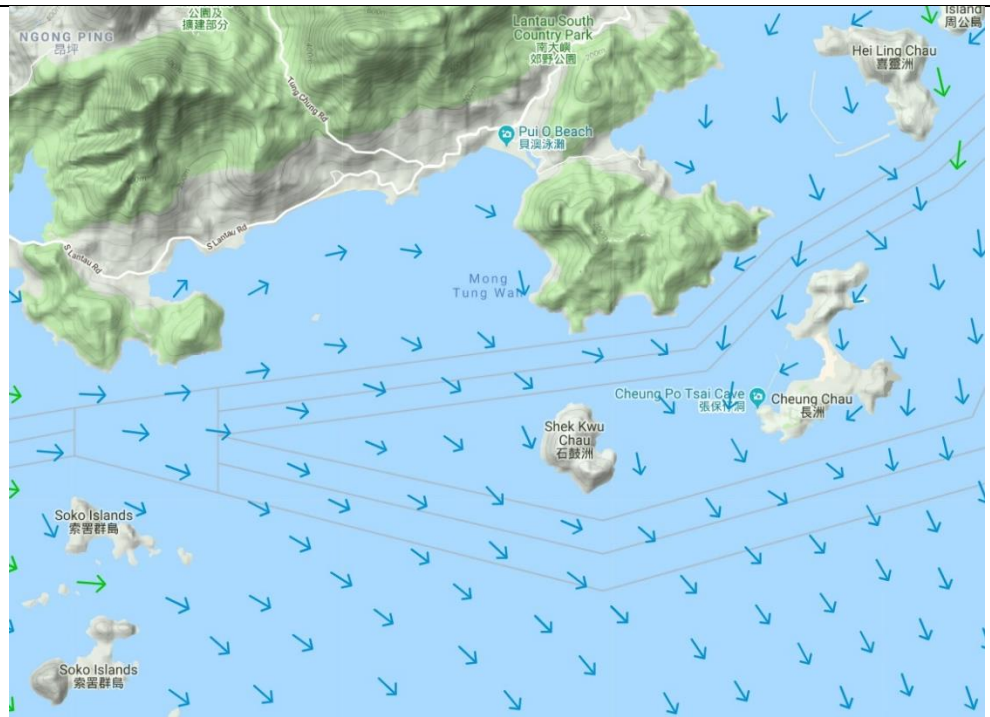 公園及
擴建部分
NGONG PING
昂坪
Tung Chung Rd
Lantau South
Country Park
南大嶼
郊野公園
200m
Island
周公島
Hei Ling Chau
喜靈洲
Pui O Beach
貝澳泳灘
S Lantau Rd
S Lantau Rd
Mong
Tung Wan
Cheung Po Tsai Cave
張保仔洞
Cheung Chau
長洲
Shek Kwu
Chau
石鼓洲
Soko Islands
索罟群島
Soko Islands
索罟群島